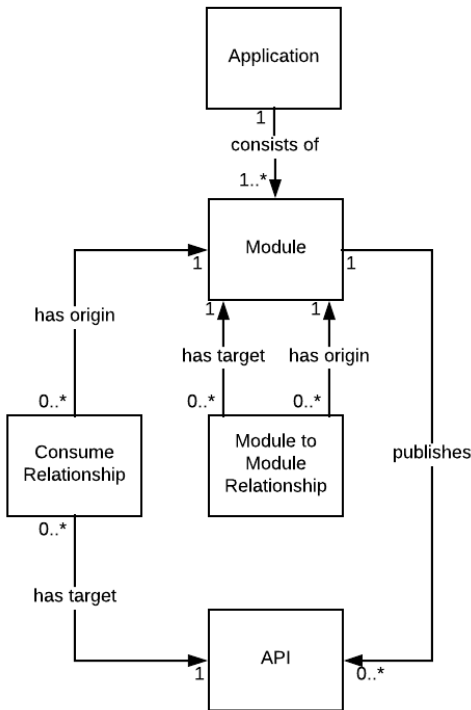 Application
1
consists of
1..*
Module
1
1
has origin
1
1
has target
has origin
0..*
0..*
0..*
Consume
Relationship
Module to
Module
Relationship
publishes
0..*
has target
API
1
0..*